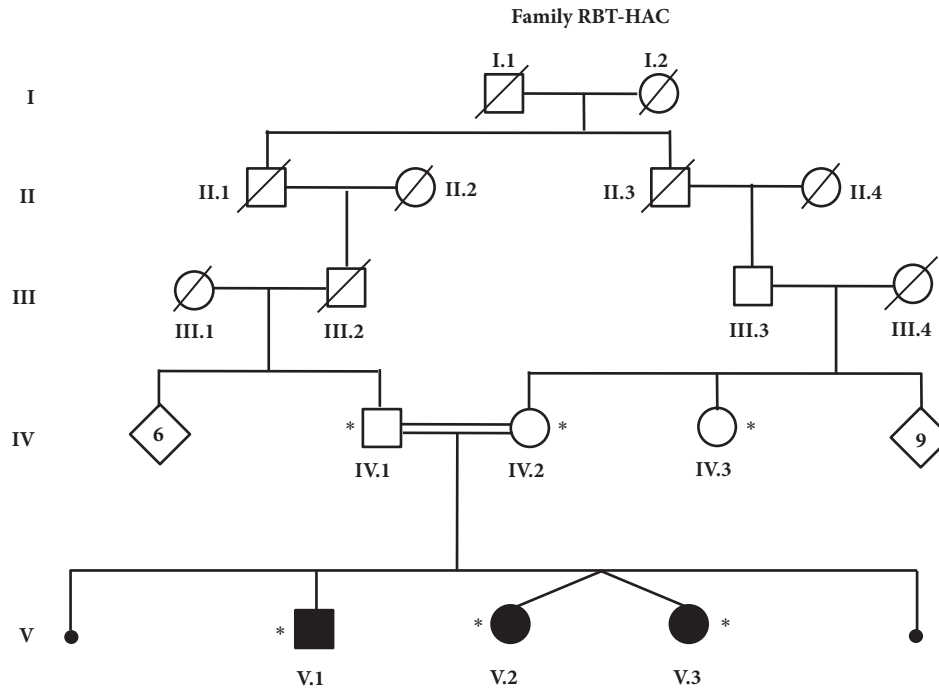 Family RBT-HAC
I.1 I.2
I
II.1 II.2 II.3 II.4
II
III
III.1 III.2 III.3 III.4
6 * * * 9
IV
IV.1 IV.2 IV.3
V * * *
V.1 V.2 V.3